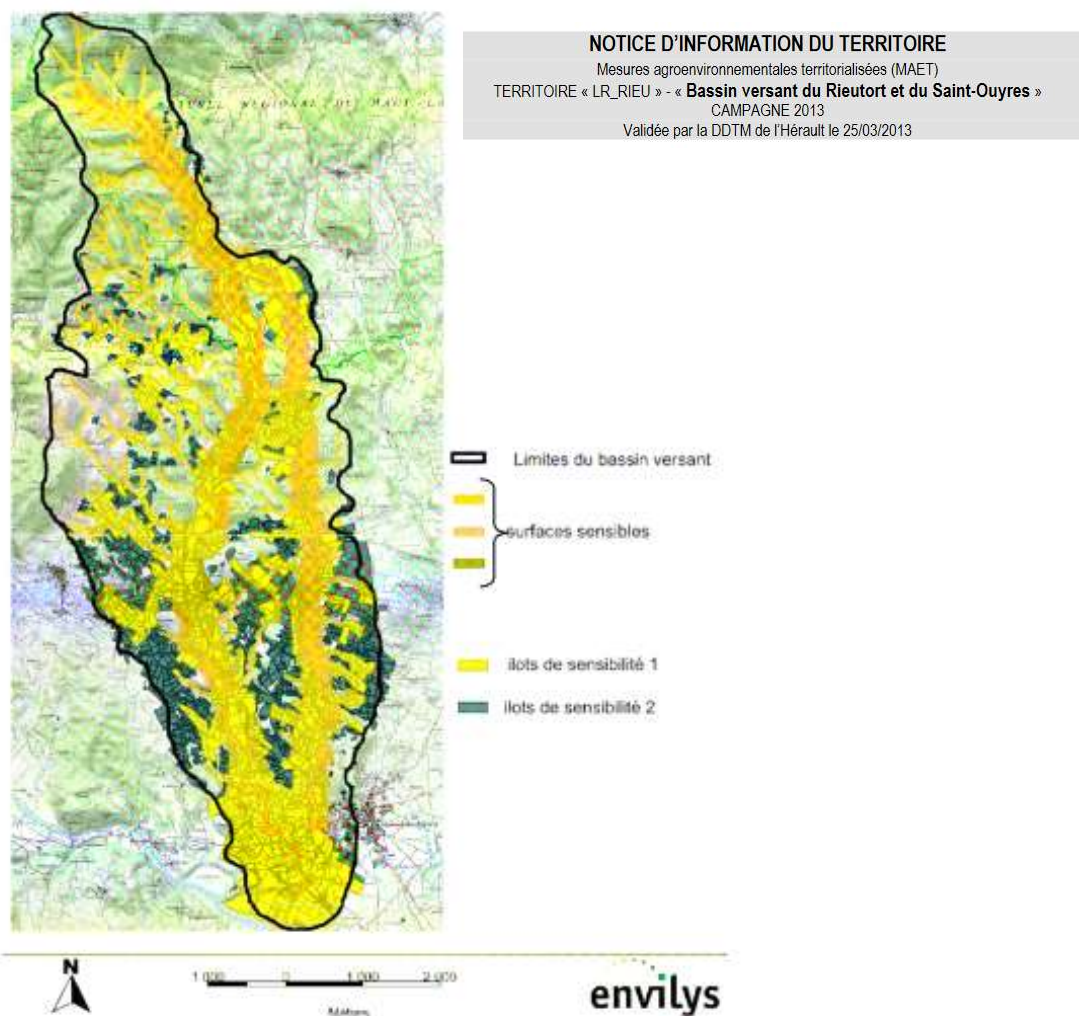 NOTICE D'INFORMATION DU TERRITOIRE
Mesures agroenvironnementales territorialisées (MAET)
TERRITOIRE « LR_RIEU » - « Bassin versant du Rieutort et du Saint-Ouyres »
CAMPAGNE 2013
Validée par la DDTM de l'Hérault le 25/03/2013
Limites du bassin versant
surfaces sensibles
ilots de sensibilité 1
ilots de sensibilité 2
N
1 000 0 1 000 2 000
Mètres
envilys